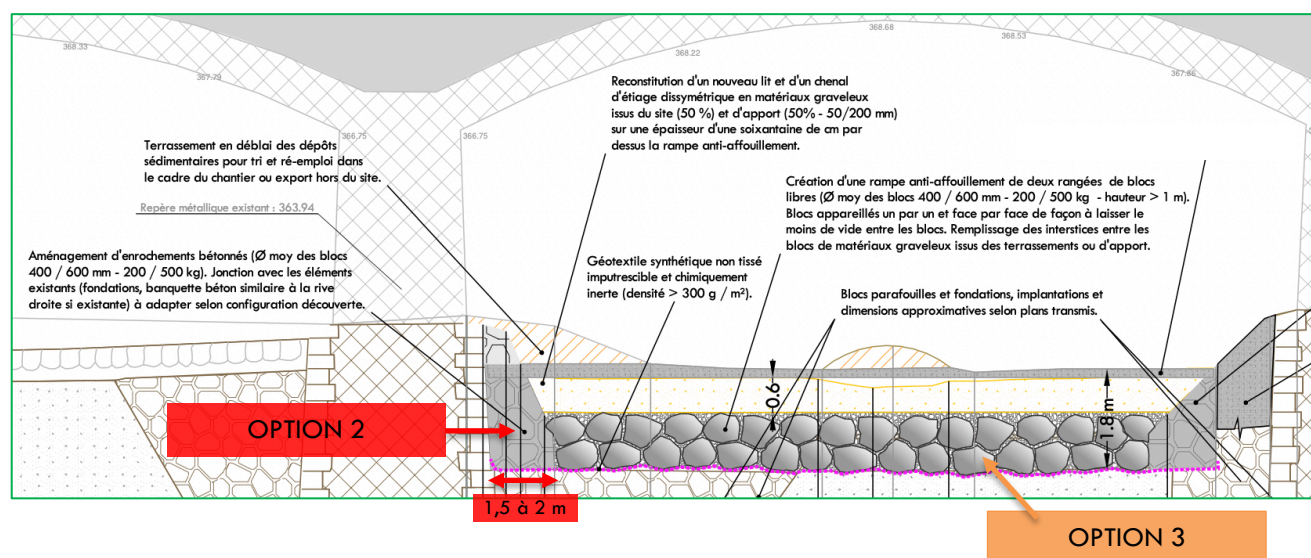 368.33
367.79
368.22
368.68
368.53
367.86
366.75
366.75
Reconstitution d'un nouveau lit et d'un chenal
d'étiage dissymétrique en matériaux graveleux
issus du site (50 %) et d'apport (50% - 50/200 mm)
sur une épaisseur d'une soixantaine de cm par
dessus la rampe anti-affouillement.
Terrassement en déblai des dépôts
sédimentaires pour tri et ré-emploi dans
le cadre du chantier ou export hors du site.
Repère métallique existant : 363.94
Création d'une rampe anti-affouillement de deux rangées de blocs
libres (Ø moy des blocs 400 / 600 mm - 200 / 500 kg - hauteur > 1 m).
Blocs appareillés un par un et face par face de façon à laisser le
moins de vide entre les blocs. Remplissage des interstices entre les
blocs de matériaux graveleux issus des terrassements ou d'apport.
Aménagement d'enrochements bétonnés (Ø moy des blocs
400 / 600 mm - 200 / 500 kg). Jonction avec les éléments
existants (fondations, banquette béton similaire à la rive
droite si existante) à adapter selon configuration découverte.
Géotextile synthétique non tissé
imputrescible et chimiquement
inerte (densité > 300 g / m²).
Blocs parafouilles et fondations, implantations et
dimensions approximatives selon plans transmis.
0.6
1.8 m
OPTION 2
1,5 à 2 m
OPTION 3